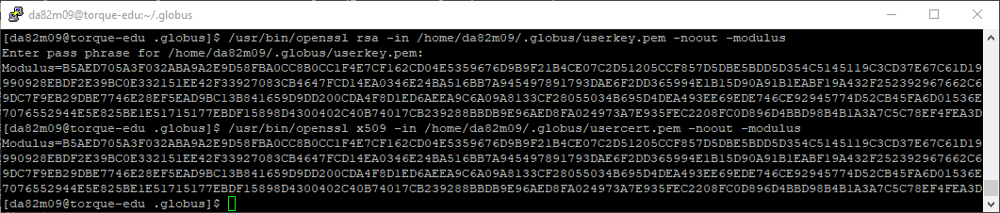 da82m09@torque-edu:~/.globus
[da82m09@torque-edu .globus]$ /usr/bin/openssl rsa -in /home/da82m09/.globus/userkey.pem -noout -modulus
Enter pass phrase for /home/da82m09/.globus/userkey.pem:
Modulus=B5AED705A3F032ABA9A2E9D58FBA0CC8B0CC1F4E7CF162CD04E5359676D9B9F21B4CE07C2D51205CCF857D5DBE5BDD5D354C5145119C3CD37E67C61D19
990928EBDF2E39BC0E332151EE42F33927083CB4647FCD14EA0346E24BA516BB7A945497891793DAE6F2DD365994E1B15D90A91B1EABF19A432F252392967662C6
9DC7F9EB29DBE7746E28EF5EAD9BC13B841659D9DD200CDA4F8D1ED6AEEA9C6A09A8133CF28055034B695D4DEA493EE69EDE746CE92945774D52CB45FA6D01536E
7076552944E5E825BE1E51715177EBDF15898D4300402C40B74017CB239288BBDB9E96AED8FA024973A7E935FEC2208FC0D896D4BBD98B4B1A3A7C5C78EF4FEA3D
[da82m09@torque-edu .globus]$ /usr/bin/openssl x509 -in /home/da82m09/.globus/usercert.pem -noout -modulus
Modulus=B5AED705A3F032ABA9A2E9D58FBA0CC8B0CC1F4E7CF162CD04E5359676D9B9F21B4CE07C2D51205CCF857D5DBE5BDD5D354C5145119C3CD37E67C61D19
990928EBDF2E39BC0E332151EE42F33927083CB4647FCD14EA0346E24BA516BB7A945497891793DAE6F2DD365994E1B15D90A91B1EABF19A432F252392967662C6
9DC7F9EB29DBE7746E28EF5EAD9BC13B841659D9DD200CDA4F8D1ED6AEEA9C6A09A8133CF28055034B695D4DEA493EE69EDE746CE92945774D52CB45FA6D01536E
7076552944E5E825BE1E51715177EBDF15898D4300402C40B74017CB239288BBDB9E96AED8FA024973A7E935FEC2208FC0D896D4BBD98B4B1A3A7C5C78EF4FEA3D
[da82m09@torque-edu .globus]$